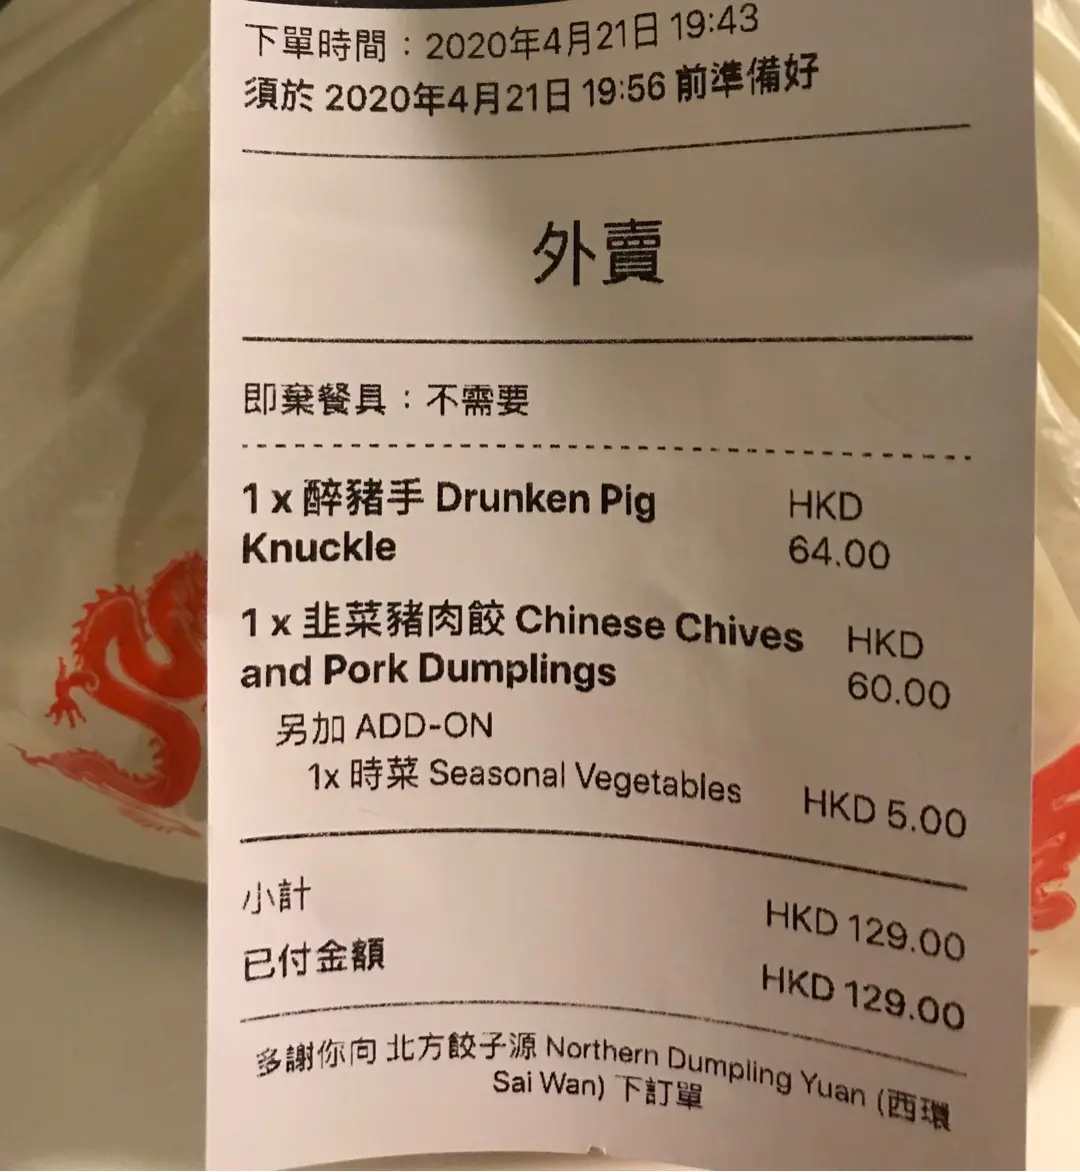 下單時間：2020年4月21日 19:43
須於 2020年4月21日 19:56 前準備好
外賣
即棄餐具：不需要
1 x 醉豬手 Drunken Pig HKD
Knuckle 64.00
1 x 韭菜豬肉餃 Chinese Chives HKD
and Pork Dumplings 60.00
另加 ADD-ON
1x 時菜 Seasonal Vegetables HKD 5.00
小計 HKD 129.00
已付金額 HKD 129.00
多謝你向 北方餃子源 Northern Dumpling Yuan (西環
Sai Wan) 下訂單